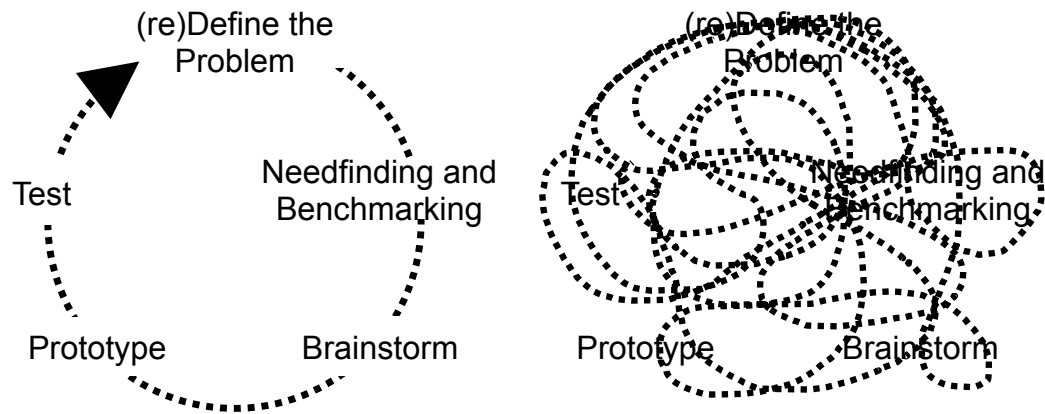 (re)Define the
Problem
Needfinding and
Benchmarking
Test
Prototype
Brainstorm
(re)Define the
Problem
Needfinding and
Benchmarking
Test
Prototype
Brainstorm